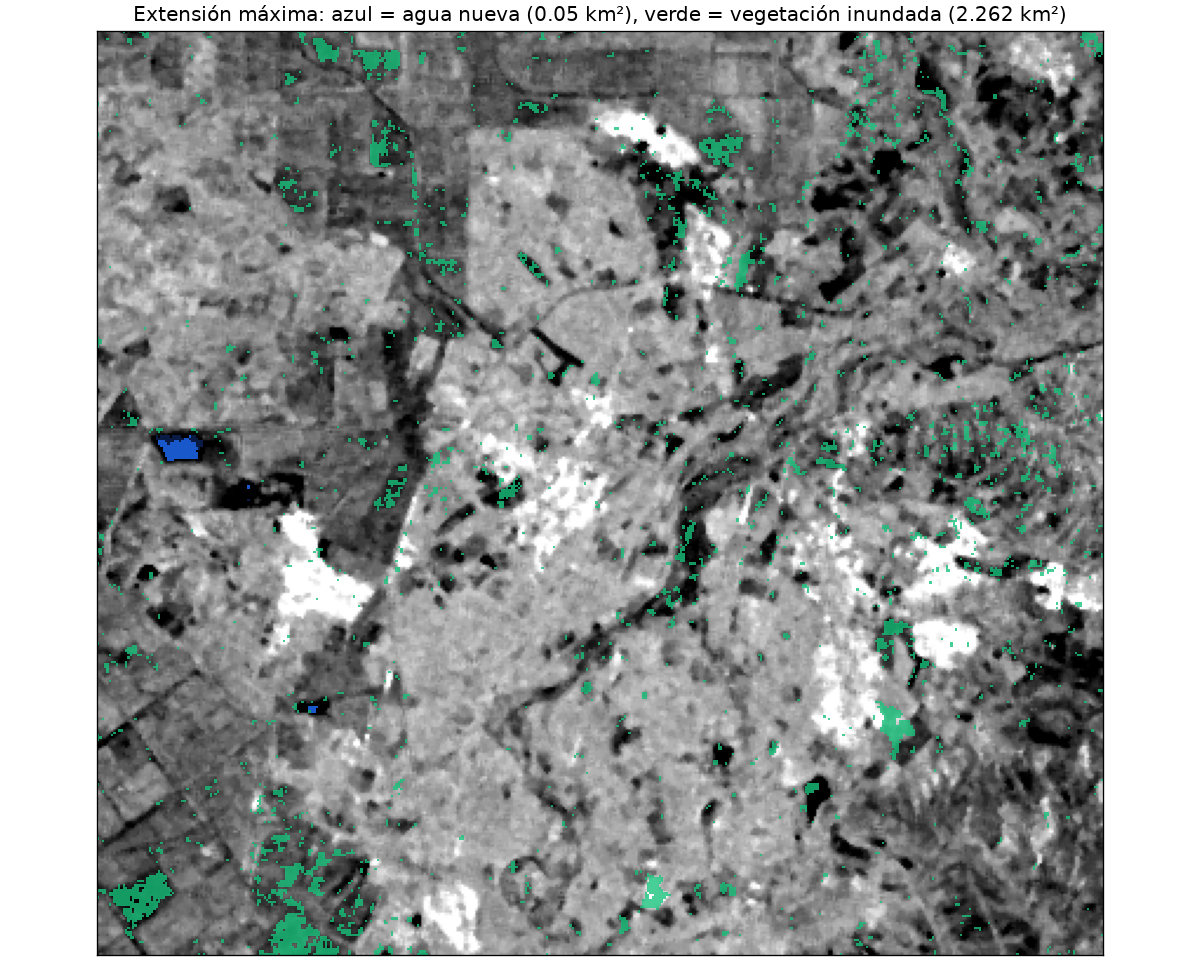 Extensión máxima: azul = agua nueva (0.05 km²), verde = vegetación inundada (2.262 km²)